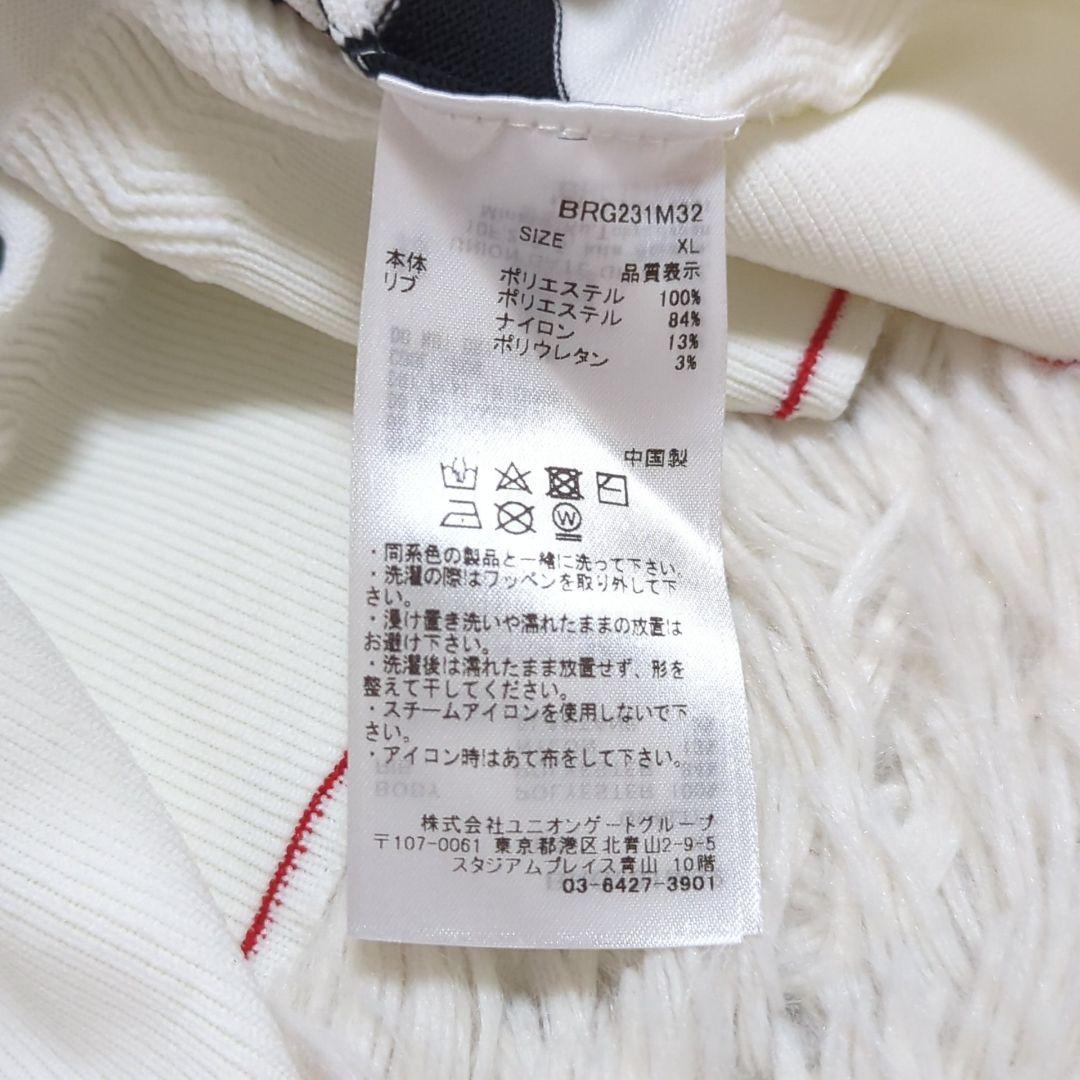 BRG231M32
SIZE XL
品質表示
本体 ポリエステル 100%
リブ ポリエステル 84%
ナイロン 13%
ポリウレタン 3%
中国製
W
・同系色の製品と一緒に洗って下さい。
・洗濯の際はワッペンを取り外して下
さい。
・浸け置き洗いや濡れたままの放置は
お避け下さい。
・洗濯後は濡れたまま放置せず、形を
整えて干してください。
・スチームアイロンを使用しないで下
さい。
・アイロン時はあて布をして下さい。
株式会社ユニオンゲートグループ
〒107-0061 東京都港区北青山2-9-5
スタジアムプレイス青山 10階
03-6427-3901